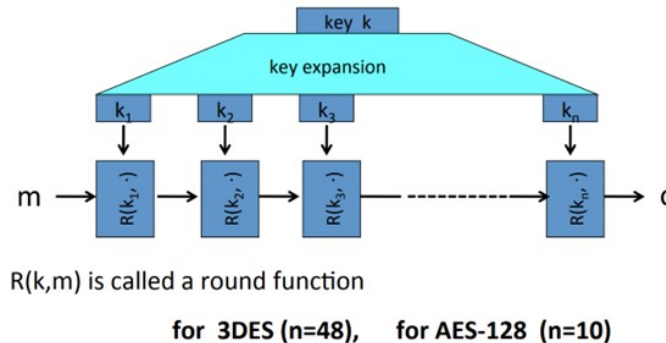 key k
key expansion
k₁ k₂ k₃ kₙ
m R(k₁, ·) R(k₂, ·) R(k₃, ·) R(kₙ, ·)
R(k,m) is called a round function
for 3DES (n=48), for AES-128 (n=10)